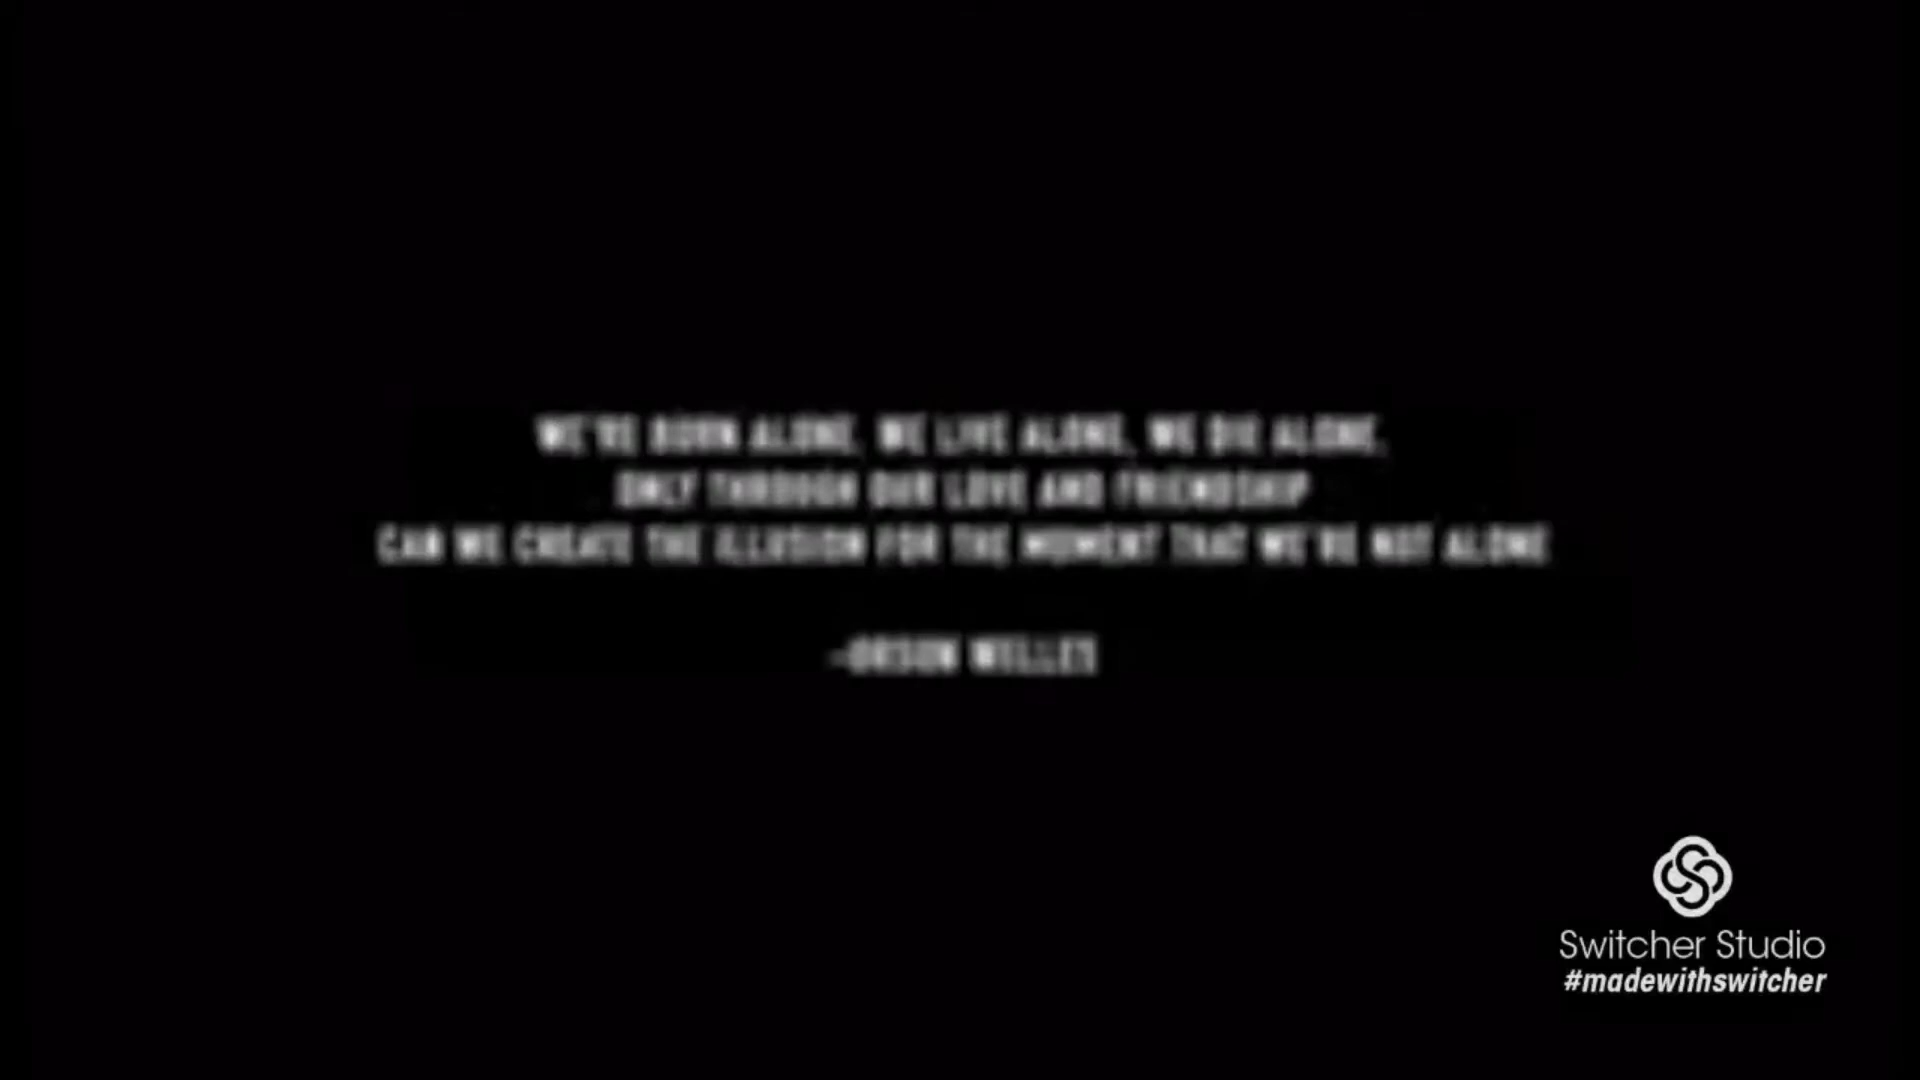 WE'RE BORN ALONE, WE LIVE ALONE, WE DIE ALONE.
ONLY THROUGH OUR LOVE AND FRIENDSHIP
CAN WE CREATE THE ILLUSION FOR THE MOMENT THAT WE'RE NOT ALONE
-ORSON WELLES
Switcher Studio
#madewithswitcher